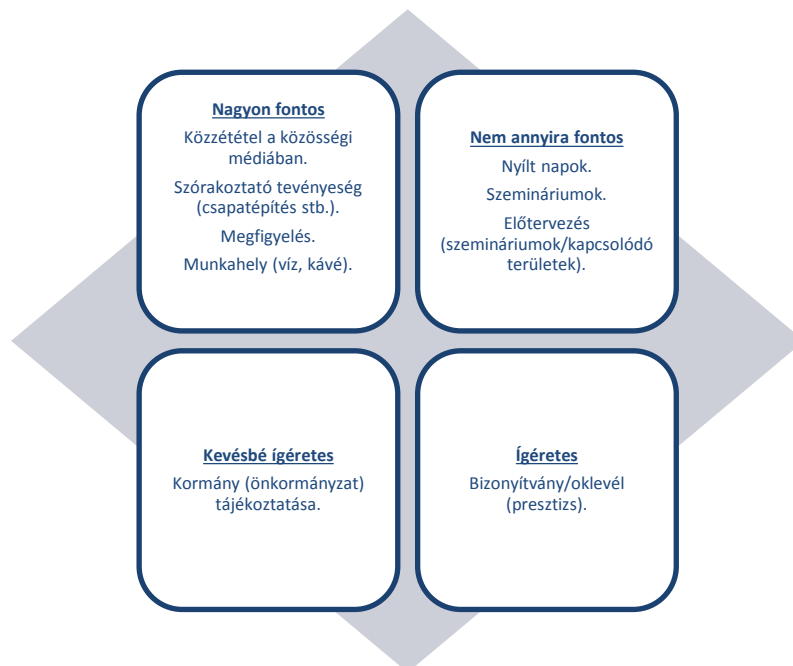 Nagyon fontos
Közzététel a közösségi
médiában.
Szórakoztató tevényeség
(csapatépítés stb.).
Megfigyelés.
Munkahely (víz, kávé).
Nem annyira fontos
Nyílt napok.
Szemináriumok.
Előtervezés
(szemináriumok/kapcsolódó
területek).
Kevésbé ígéretes
Kormány (önkormányzat)
tájékoztatása.
Ígéretes
Bizonyítvány/oklevél
(presztizs).